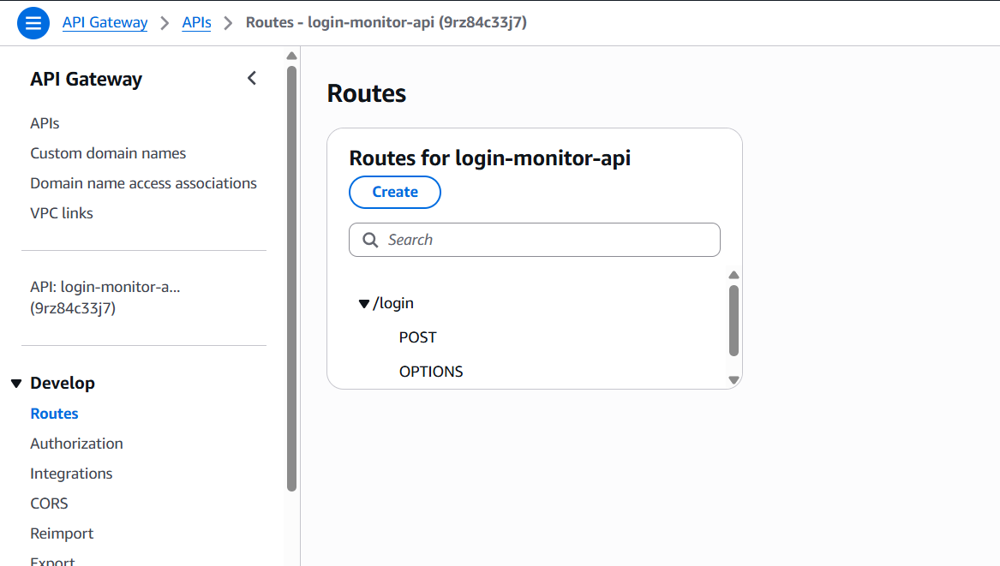 API Gateway > APIs > Routes - login-monitor-api (9rz84c33j7)
API Gateway
APIs
Custom domain names
Domain name access associations
VPC links
API: login-monitor-a...
(9rz84c33j7)
Develop
Routes
Authorization
Integrations
CORS
Reimport
Export
Routes
Routes for login-monitor-api
Create
Search
/login
POST
OPTIONS